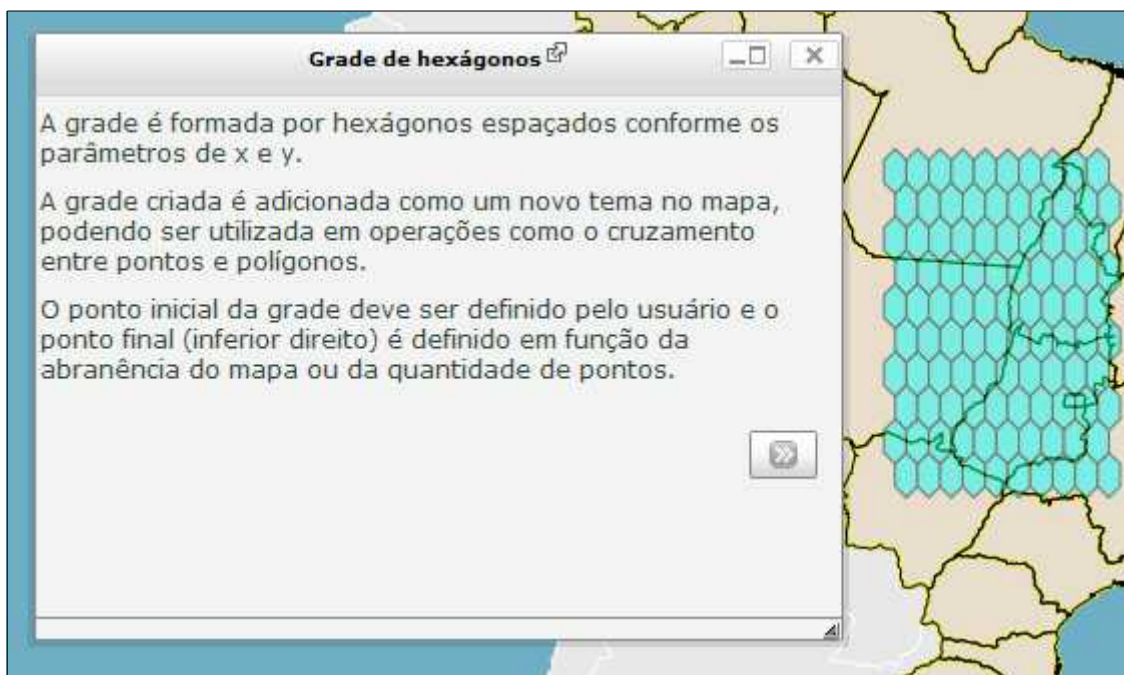 Grade de hexágonos
A grade é formada por hexágonos espaçados conforme os
parâmetros de x e y.
A grade criada é adicionada como um novo tema no mapa,
podendo ser utilizada em operações como o cruzamento
entre pontos e polígonos.
O ponto inicial da grade deve ser definido pelo usuário e o
ponto final (inferior direito) é definido em função da
abranência do mapa ou da quantidade de pontos.